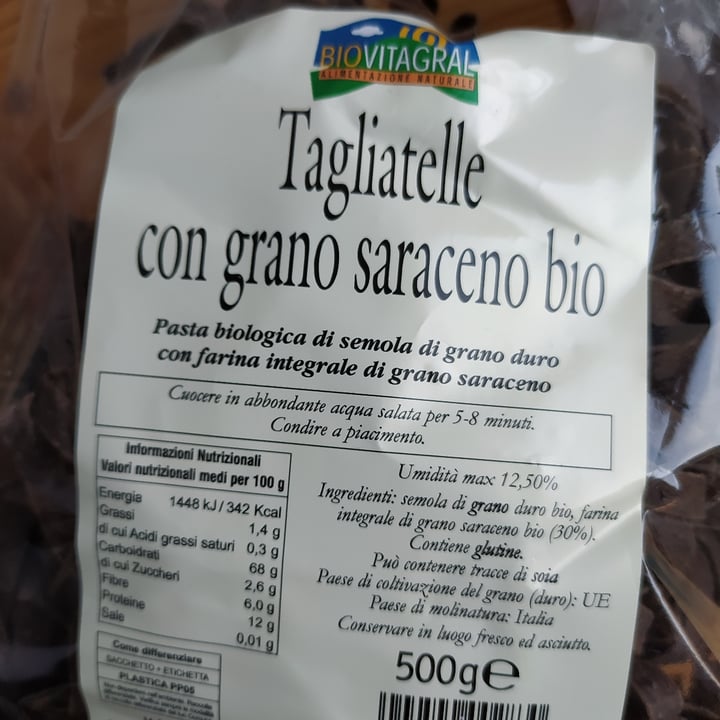 BIOVITAGRAL
ALIMENTAZIONE NATURALE
Tagliatelle
con grano saraceno bio
Pasta biologica di semola di grano duro
con farina integrale di grano saraceno
Cuocere in abbondante acqua salata per 5-8 minuti.
Condire a piacimento.
Informazioni Nutrizionali
Valori nutrizionali medi per 100 g
Energia 1448 kJ / 342 Kcal
Grassi 1,4 g
di cui Acidi grassi saturi 0,3 g
Carboidrati 68 g
di cui Zuccheri 2,6 g
Fibre 6,0 g
Proteine 12 g
Sale 0,01 g
Umidità max 12,50%
Ingredienti: semola di grano duro bio, farina
integrale di grano saraceno bio (30%).
Contiene glutine.
Può contenere tracce di soia
Paese di coltivazione del grano (duro): UE
Paese di molinatura: Italia
Conservare in luogo fresco ed asciutto.
500g e
Come differenziare
SACCHETTO + ETICHETTA
PLASTICA PP05